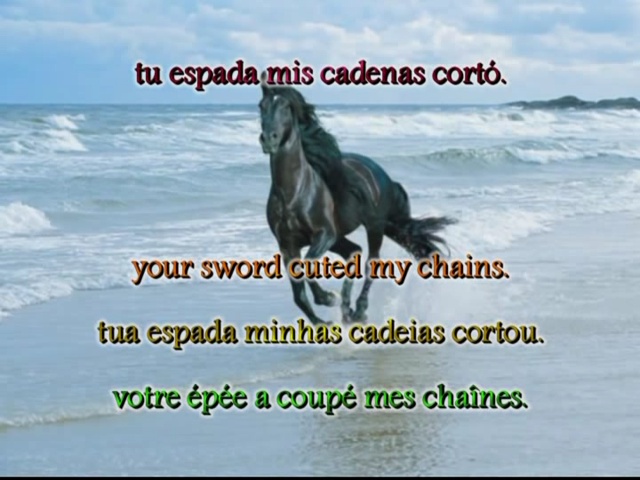 tu espada mis cadenas cortó.
your sword cuted my chains.
tua espada minhas cadeias cortou.
votre épée a coupé mes chaînes.